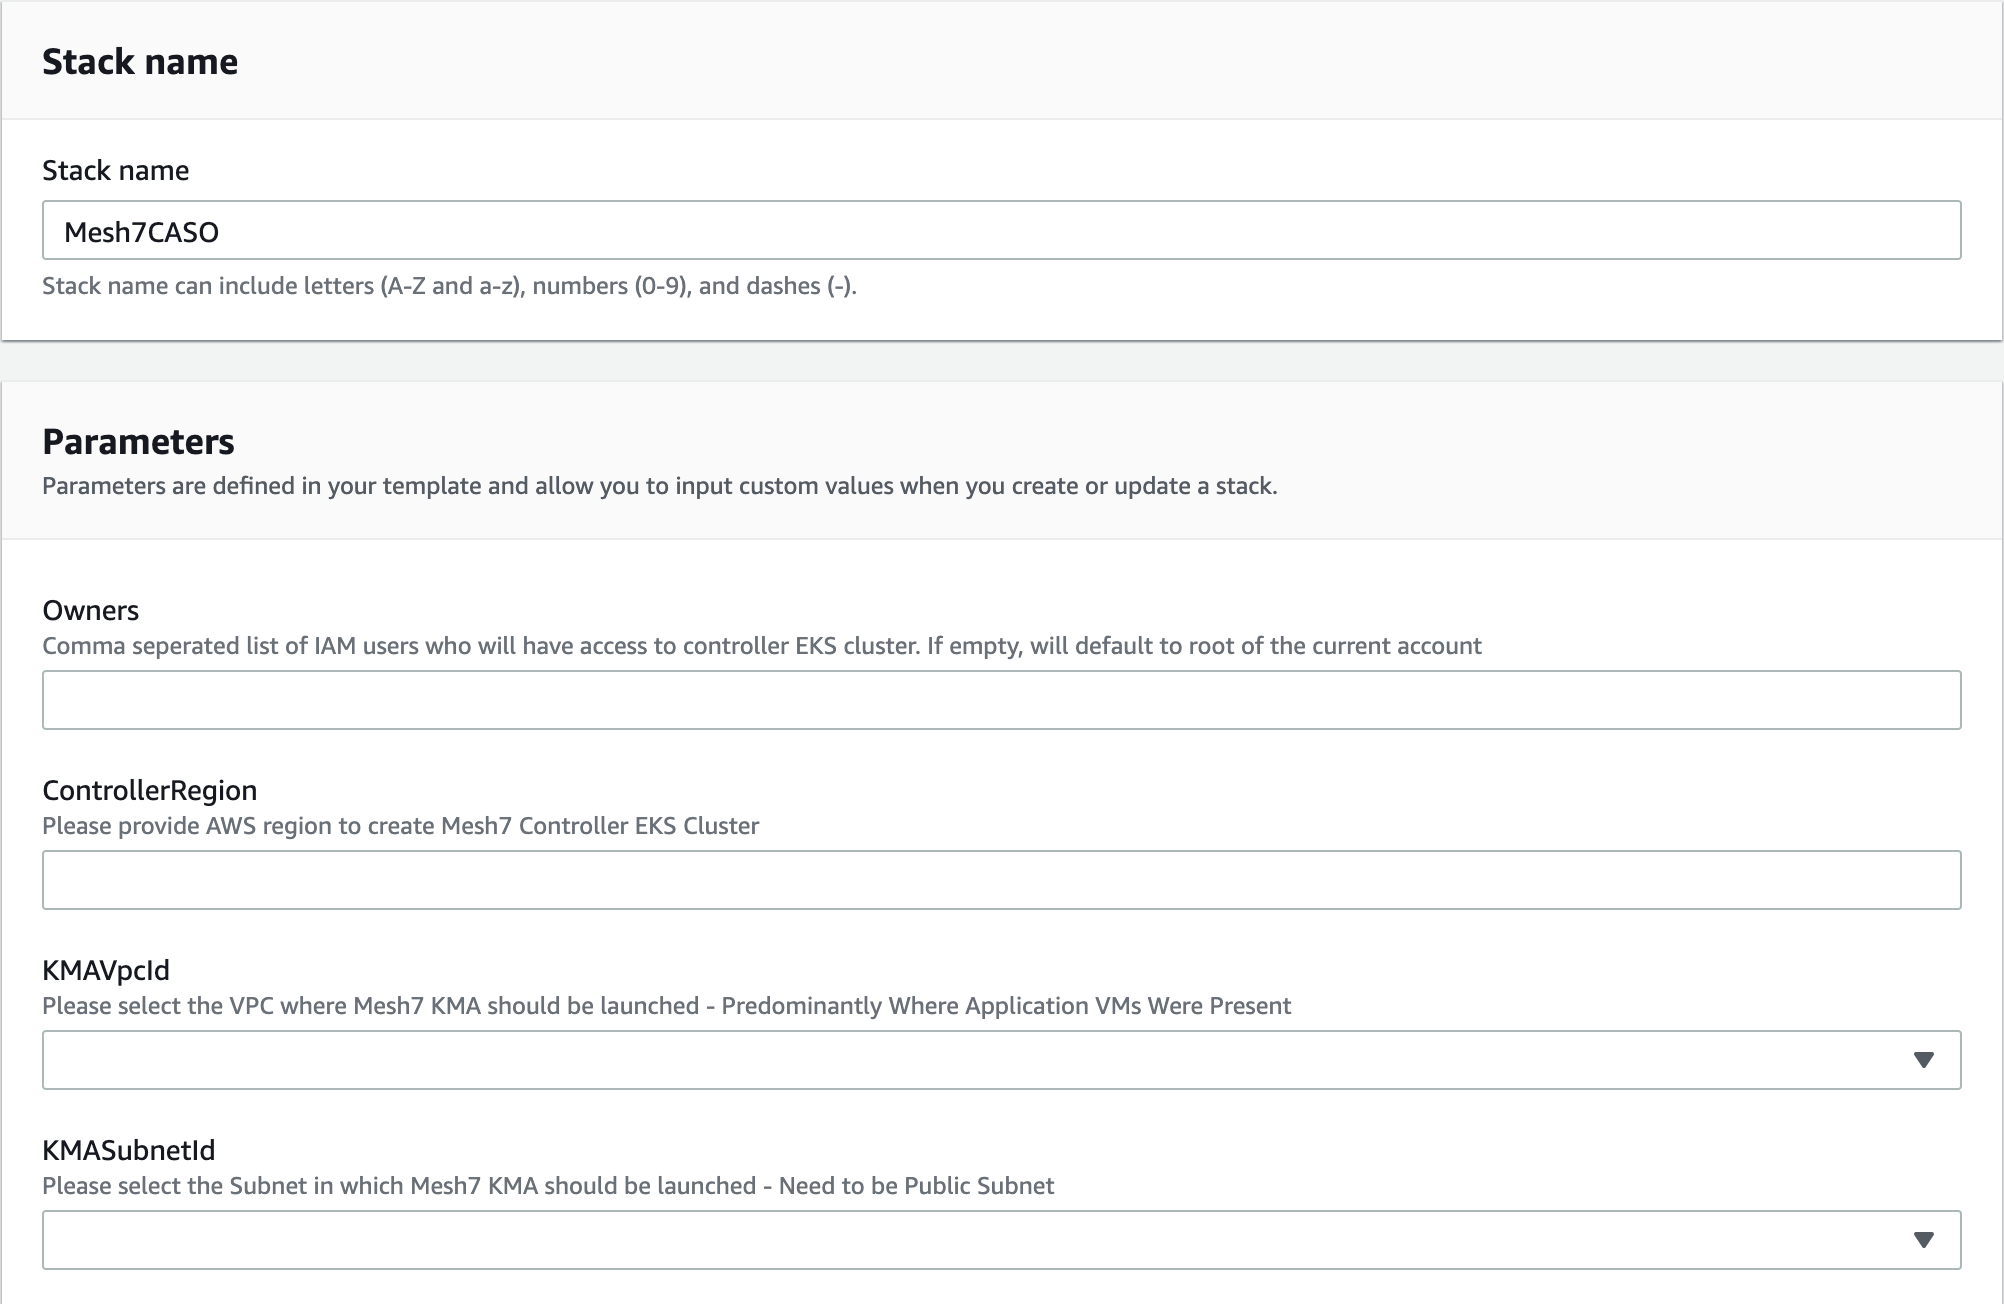 Stack name
Stack name
Mesh7CASO
Stack name can include letters (A-Z and a-z), numbers (0-9), and dashes (-).
Parameters
Parameters are defined in your template and allow you to input custom values when you create or update a stack.
Owners
Comma seperated list of IAM users who will have access to controller EKS cluster. If empty, will default to root of the current account
ControllerRegion
Please provide AWS region to create Mesh7 Controller EKS Cluster
KMAVpcId
Please select the VPC where Mesh7 KMA should be launched - Predominantly Where Application VMs Were Present
KMASubnetId
Please select the Subnet in which Mesh7 KMA should be launched - Need to be Public Subnet